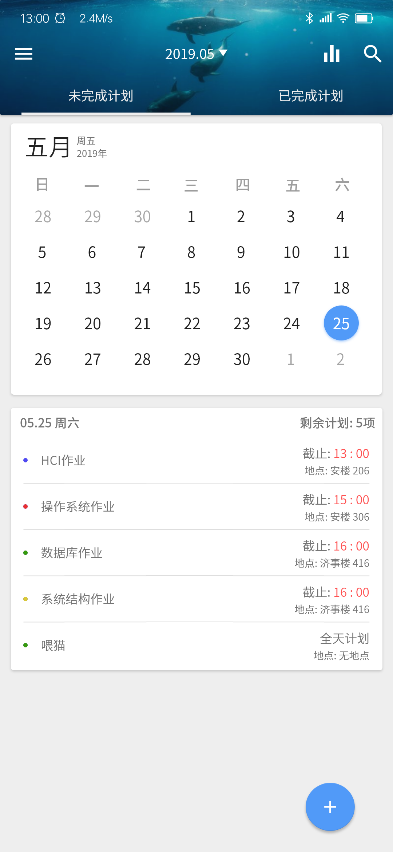 13:00 2.4M/s
2019.05
未完成计划 已完成计划
五月 周五
2019年
日 一 二 三 四 五 六
28 29 30 1 2 3 4
5 6 7 8 9 10 11
12 13 14 15 16 17 18
19 20 21 22 23 24 25
26 27 28 29 30 1 2
05.25 周六 剩余计划: 5项
HCI作业 截止: 13 : 00
地点: 安楼 206
操作系统作业 截止: 15 : 00
地点: 安楼 306
数据库作业 截止: 16 : 00
地点: 济事楼 416
系统结构作业 截止: 16 : 00
地点: 济事楼 416
喂猫 全天计划
地点: 无地点
+